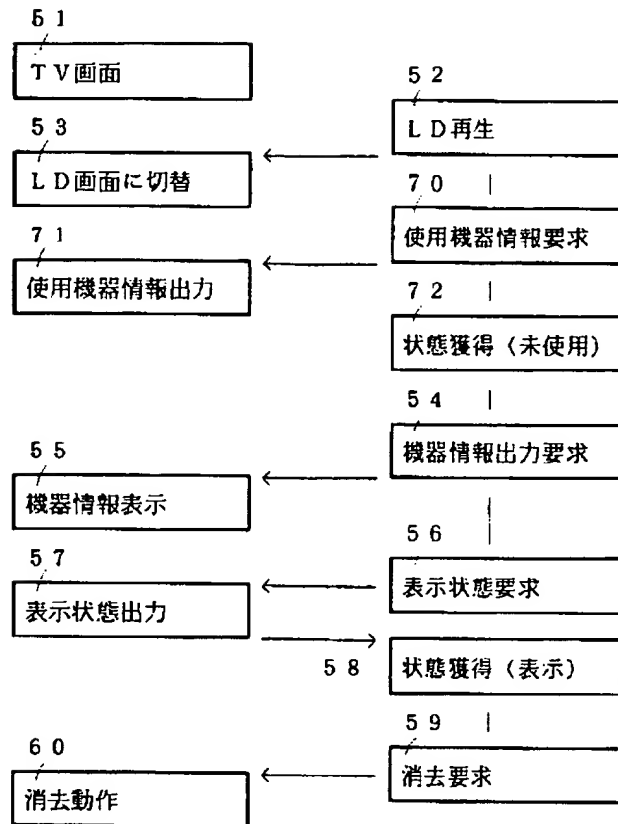 51
TV画面
52
LD再生
53
LD画面に切替
70
使用機器情報要求
71
使用機器情報出力
72
状態獲得（未使用）
54
機器情報出力要求
55
機器情報表示
56
表示状態要求
57
表示状態出力
58
状態獲得（表示）
59
消去要求
60
消去動作